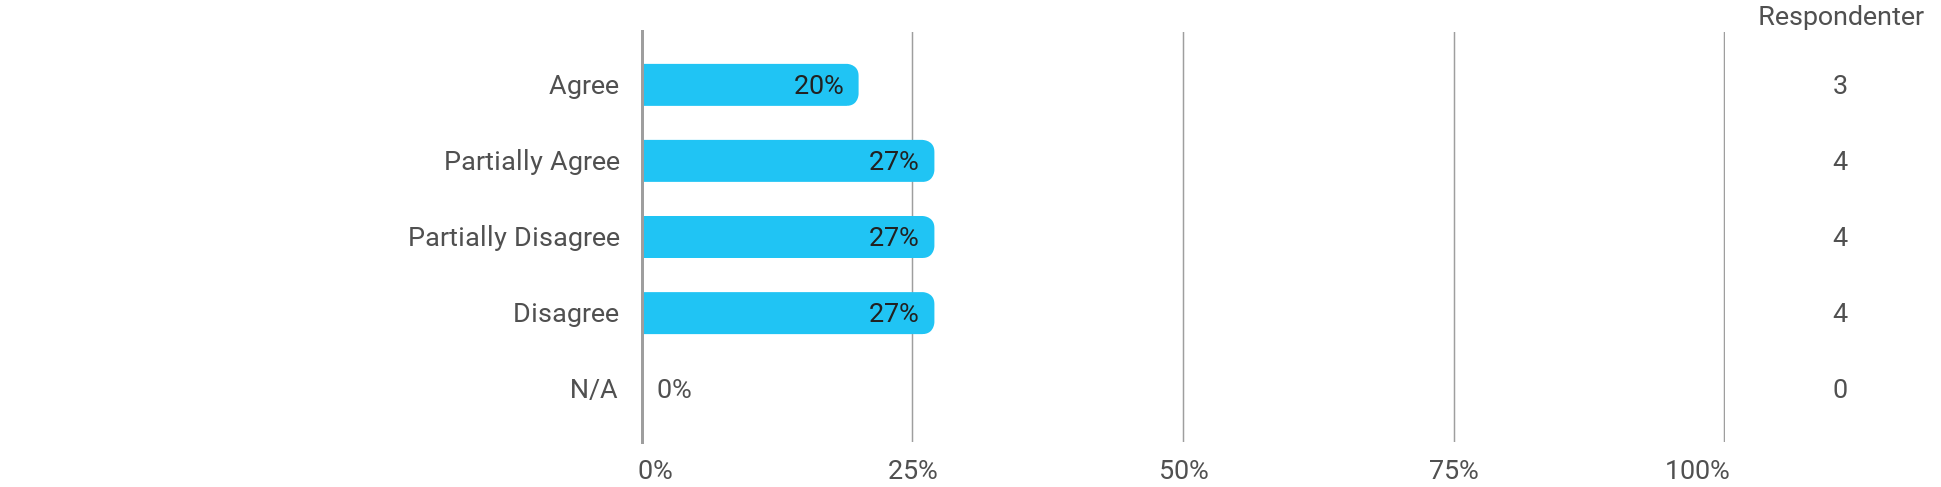 Respondenter
Agree 20% 3
Partially Agree 27% 4
Partially Disagree 27% 4
Disagree 27% 4
N/A 0% 0
0% 25% 50% 75% 100%